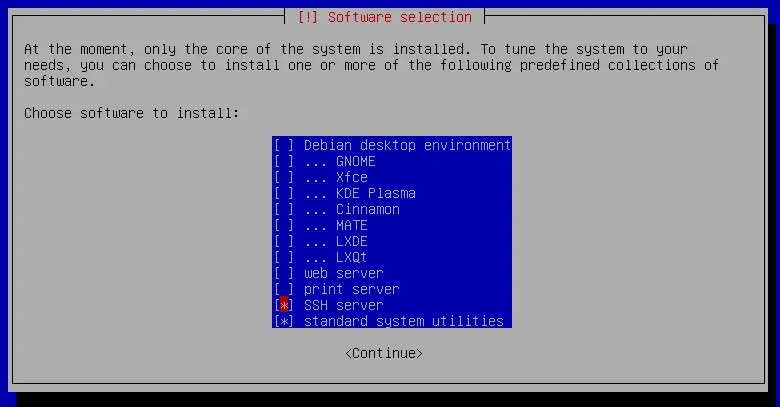 [!] Software selection
At the moment, only the core of the system is installed. To tune the system to your
needs, you can choose to install one or more of the following predefined collections of
software.
Choose software to install:
[ ] Debian desktop environment
[ ] ... GNOME
[ ] ... Xfce
[ ] ... KDE Plasma
[ ] ... Cinnamon
[ ] ... MATE
[ ] ... LXDE
[ ] ... LXQt
[ ] web server
[ ] print server
[*] SSH server
[*] standard system utilities
<Continue>